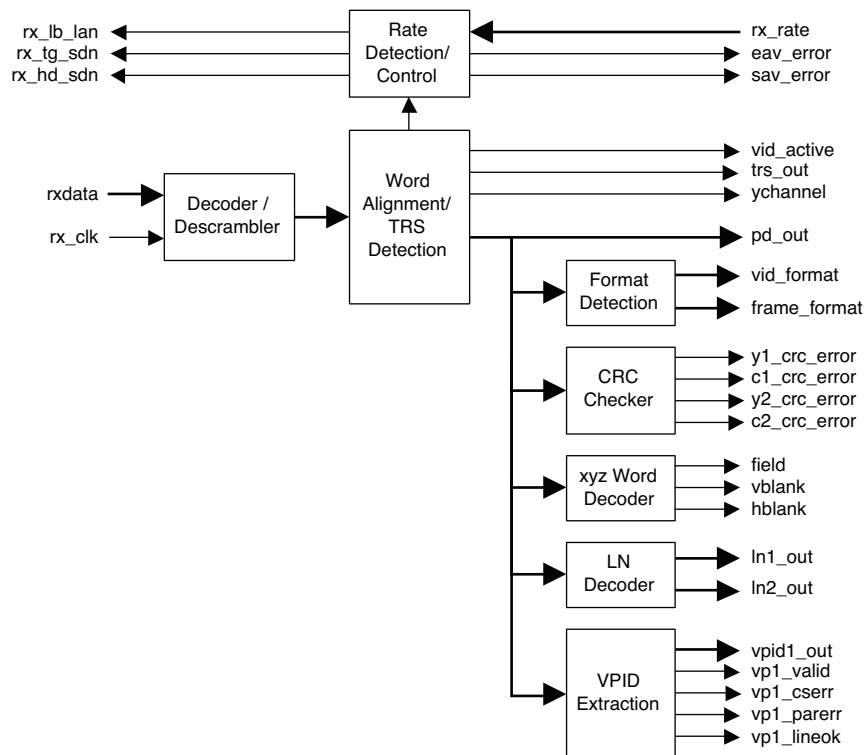 rx_lb_lan
rx_tg_sdn
rx_hd_sdn
Rate
Detection/
Control
rx_rate
eav_error
sav_error
rxdata
rx_clk
Decoder /
Descrambler
Word
Alignment/
TRS
Detection
vid_active
trs_out
ychannel
pd_out
Format
Detection
vid_format
frame_format
CRC
Checker
y1_crc_error
c1_crc_error
y2_crc_error
c2_crc_error
xyz Word
Decoder
field
vblank
hblank
LN
Decoder
ln1_out
ln2_out
VPID
Extraction
vpid1_out
vp1_valid
vp1_cserr
vp1_parerr
vp1_lineok